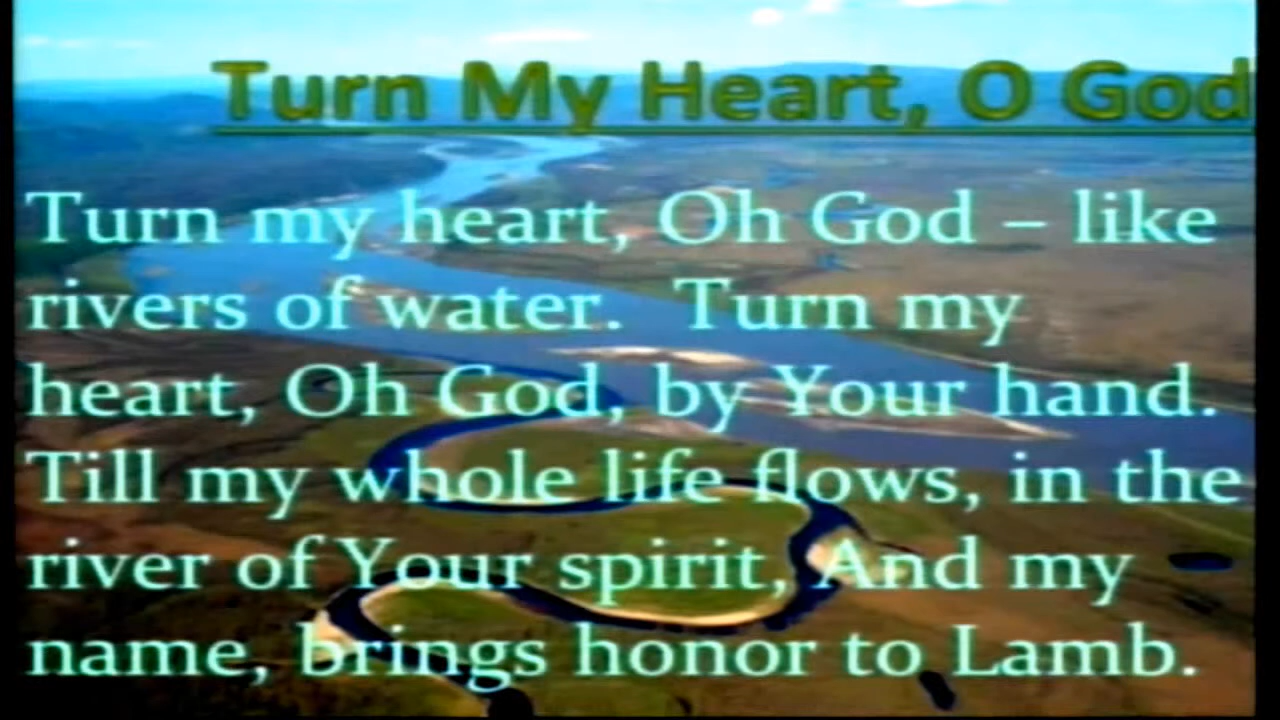 Turn My Heart, O God
Turn my heart, Oh God – like
rivers of water. Turn my
heart, Oh God, by Your hand.
Till my whole life flows, in the
river of Your spirit, And my
name, brings honor to Lamb.